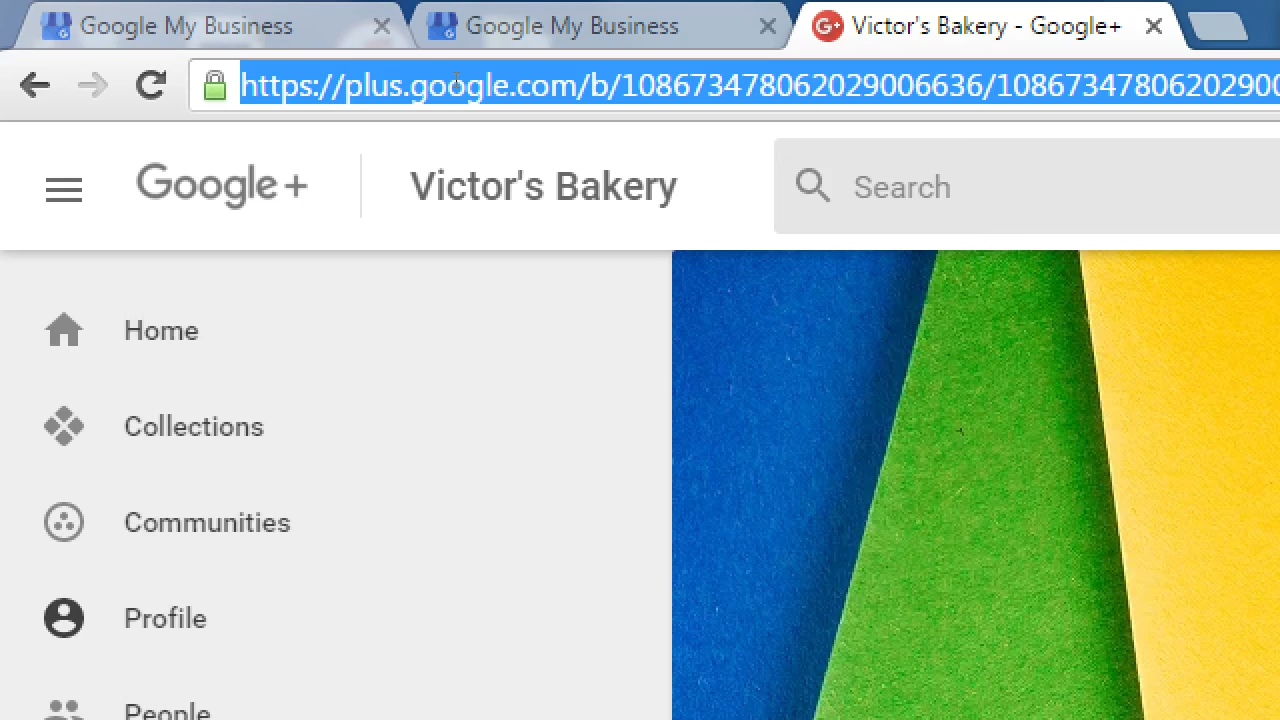 Google My Business
Google My Business
Victor's Bakery - Google+
https://plus.google.com/b/108673478062029006636/10867347806202900
Google+
Victor's Bakery
Search
Home
Collections
Communities
Profile
People